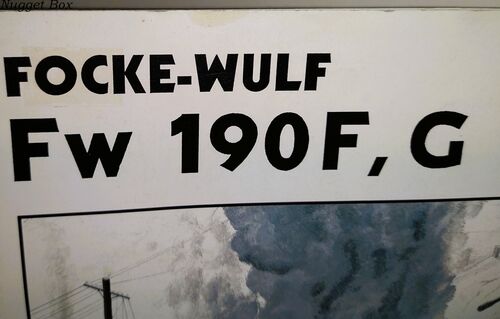 Nugget Box
FOCKE-WULF
Fw 190F, G